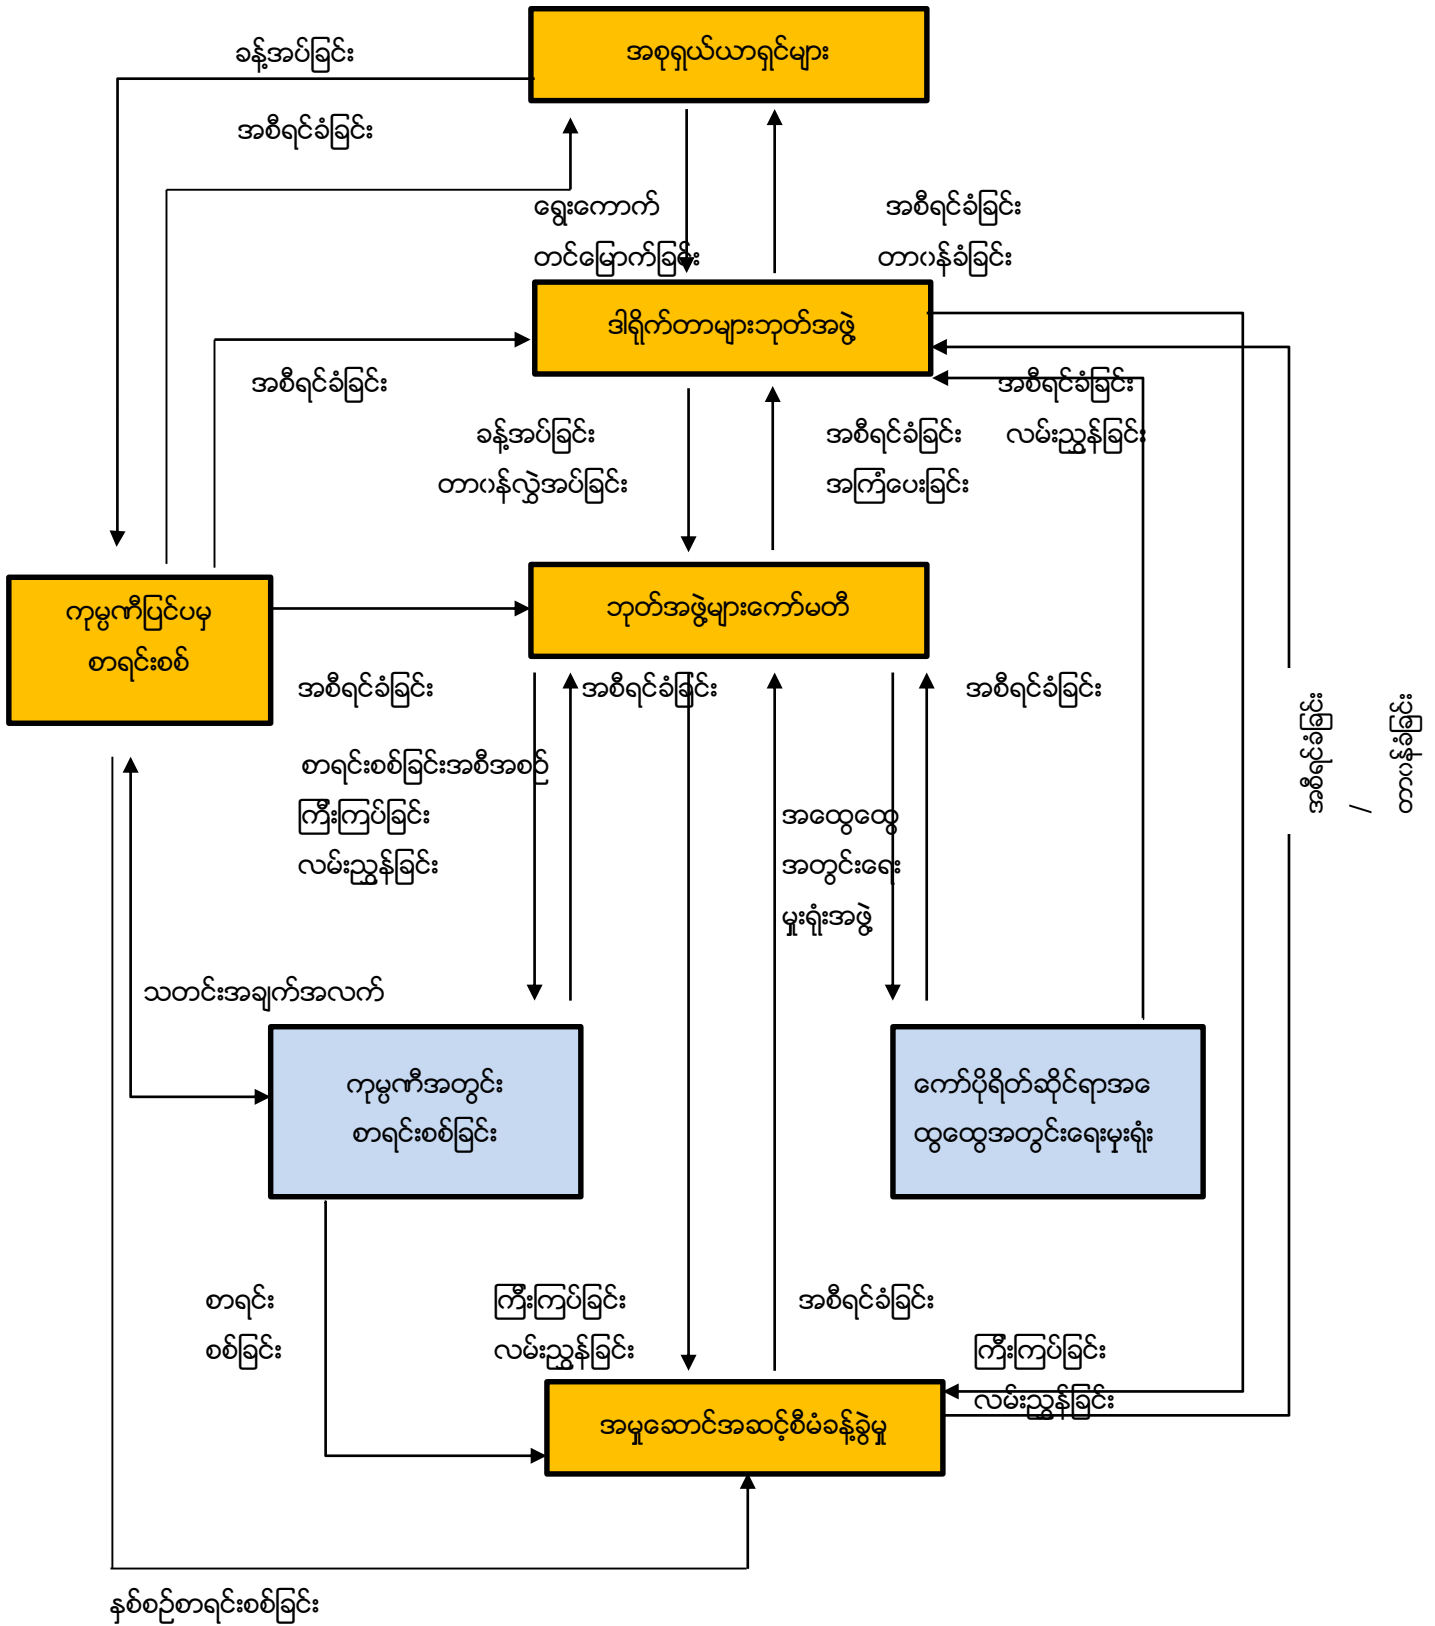 ခန့်အပ်ခြင်း
အစုရှယ်ယာရှင်များ
အစီရင်ခံခြင်း
ရွေးကောက်
တင်မြှောက်ခြင်း
အစီရင်ခံခြင်း
တာဝန်ခံခြင်း
ဒါရိုက်တာများဘုတ်အဖွဲ့
အစီရင်ခံခြင်း
အစီရင်ခံခြင်း
လမ်းညွှန်ခြင်း
ခန့်အပ်ခြင်း
တာဝန်လွှဲအပ်ခြင်း
အစီရင်ခံခြင်း
အကြံပေးခြင်း
ကုမ္ပဏီပြင်ပမှ
စာရင်းစစ်
ဘုတ်အဖွဲ့များကော်မတီ
အစီရင်ခံခြင်း
အစီရင်ခံခြင်း
အစီရင်ခံခြင်း
အစီရင်ခံခြင်း
/
တာဝန်ခံခြင်း
စာရင်းစစ်ခြင်းအစီအစဉ်
ကြီးကြပ်ခြင်း
လမ်းညွှန်ခြင်း
အထွေထွေ
အတွင်းရေး
မှူးရုံးအဖွဲ့
သတင်းအချက်အလက်
ကုမ္ပဏီအတွင်း
စာရင်းစစ်ခြင်း
ကော်ပိုရိတ်ဆိုင်ရာအထွေ
ထွေအတွင်းရေးမှူးရုံး
စာရင်း
စစ်ခြင်း
ကြီးကြပ်ခြင်း
လမ်းညွှန်ခြင်း
အစီရင်ခံခြင်း
ကြီးကြပ်ခြင်း
လမ်းညွှန်ခြင်း
အမှုဆောင်အဆင့်စီမံခန့်ခွဲမှု
နှစ်စဉ်စာရင်းစစ်ခြင်း